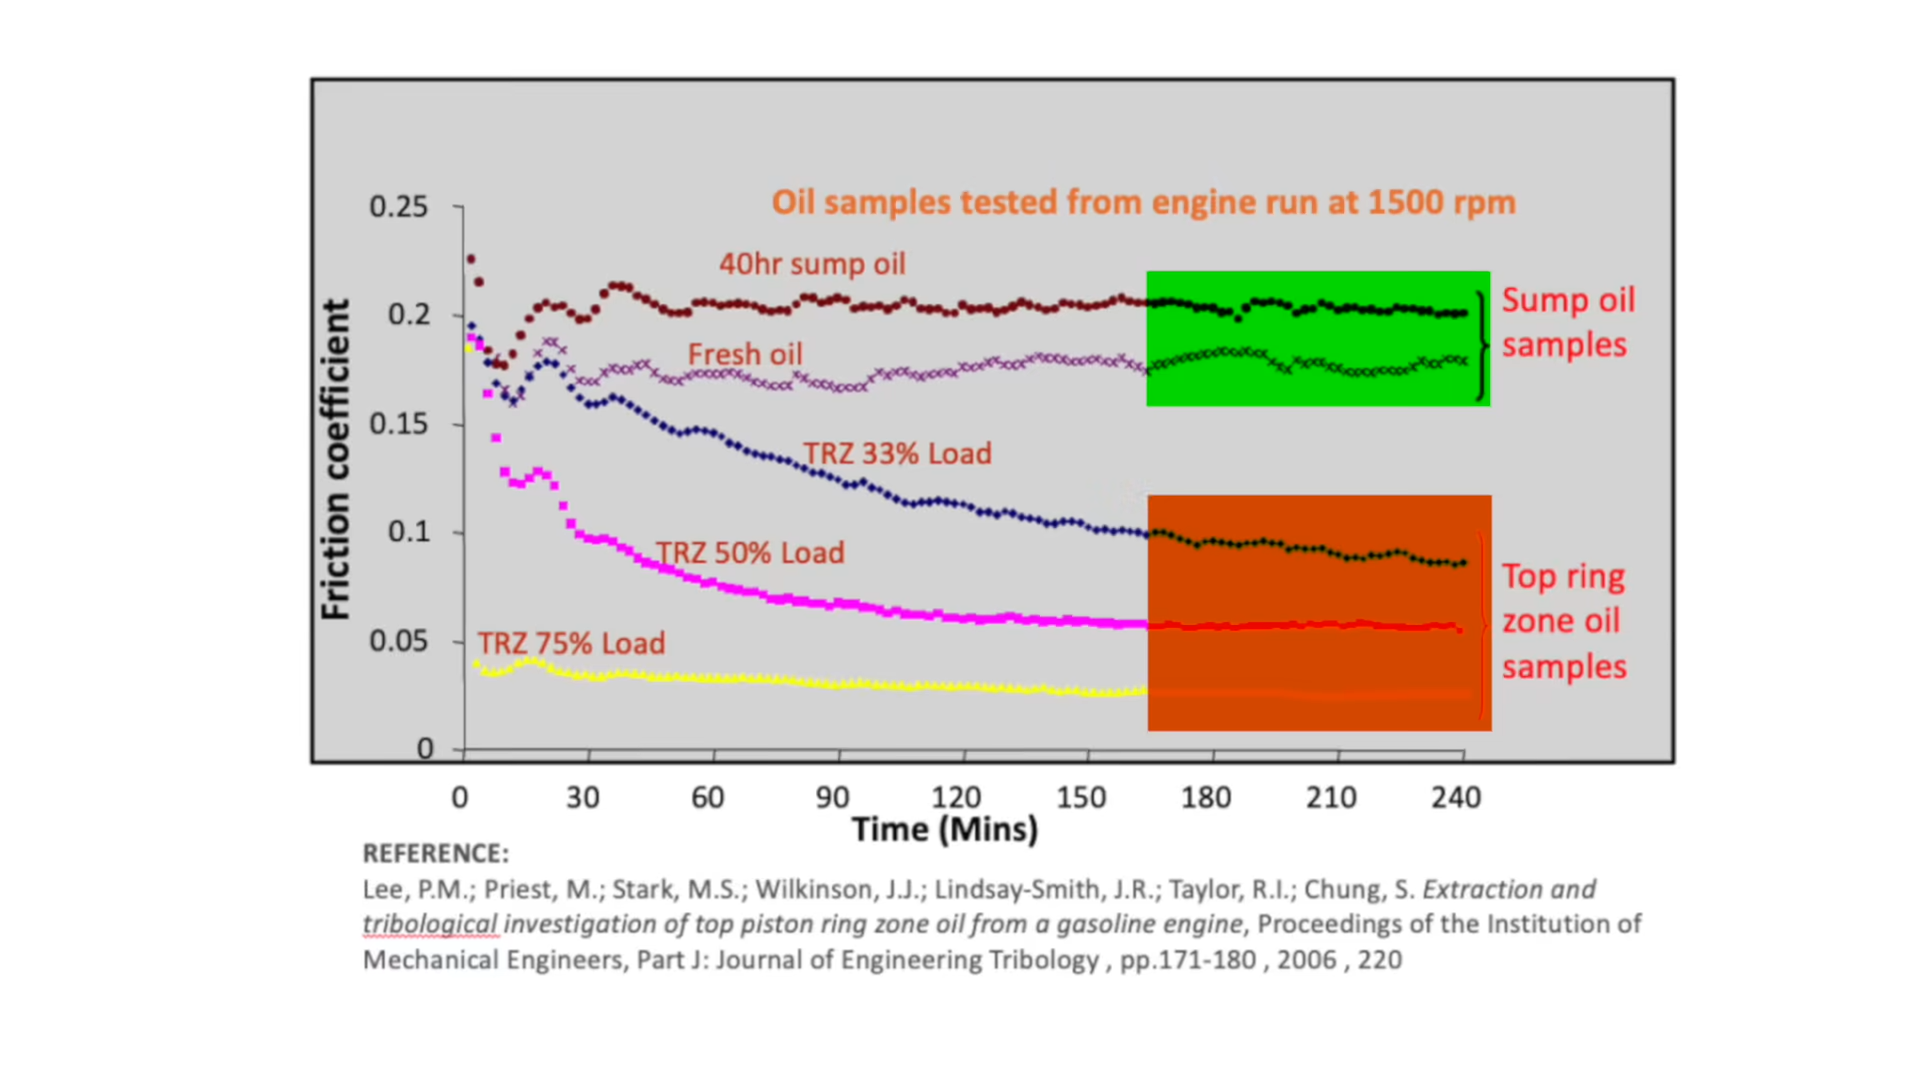 Oil samples tested from engine run at 1500 rpm
0.25
0.2
0.15
0.1
0.05
0
Friction coefficient
40hr sump oil
Fresh oil
TRZ 33% Load
TRZ 50% Load
TRZ 75% Load
Sump oil
samples
Top ring
zone oil
samples
0 30 60 90 120 150 180 210 240
Time (Mins)
REFERENCE:
Lee, P.M.; Priest, M.; Stark, M.S.; Wilkinson, J.J.; Lindsay-Smith, J.R.; Taylor, R.I.; Chung, S. Extraction and
tribological investigation of top piston ring zone oil from a gasoline engine, Proceedings of the Institution of
Mechanical Engineers, Part J: Journal of Engineering Tribology , pp.171-180 , 2006 , 220